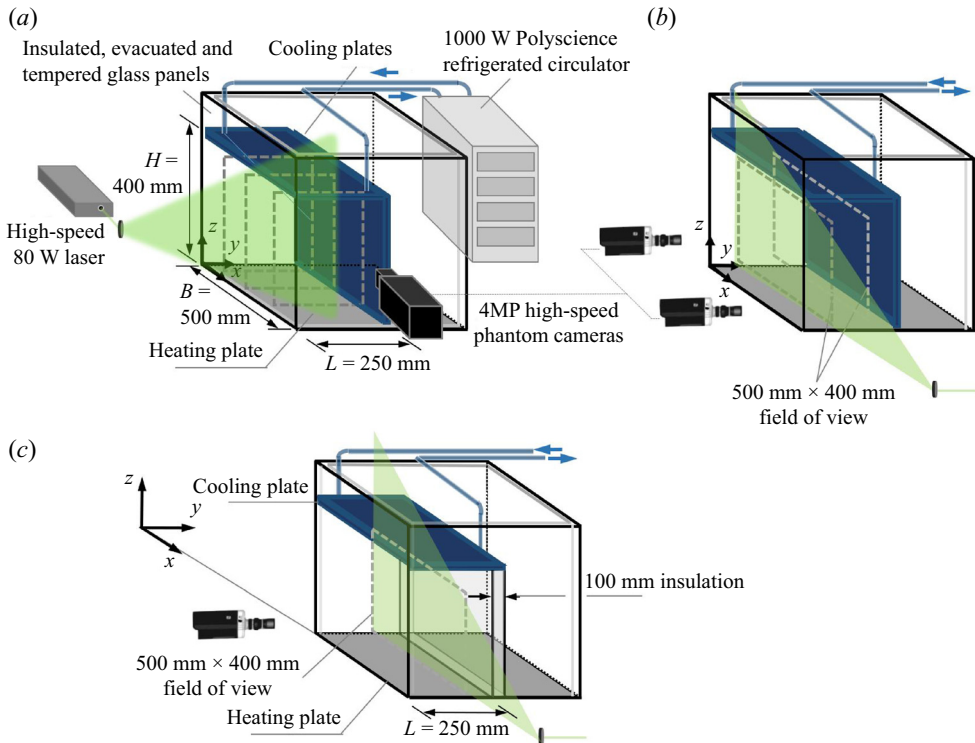 (a)
Insulated, evacuated and
tempered glass panels
Cooling plates
1000 W Polyscience
refrigerated circulator
H =
400 mm
High-speed
80 W laser
z
y
x
B =
500 mm
Heating plate
L = 250 mm
4MP high-speed
phantom cameras
(b)
z
y
x
500 mm × 400 mm
field of view
(c)
z
y
x
Cooling plate
100 mm insulation
500 mm × 400 mm
field of view
Heating plate
L = 250 mm